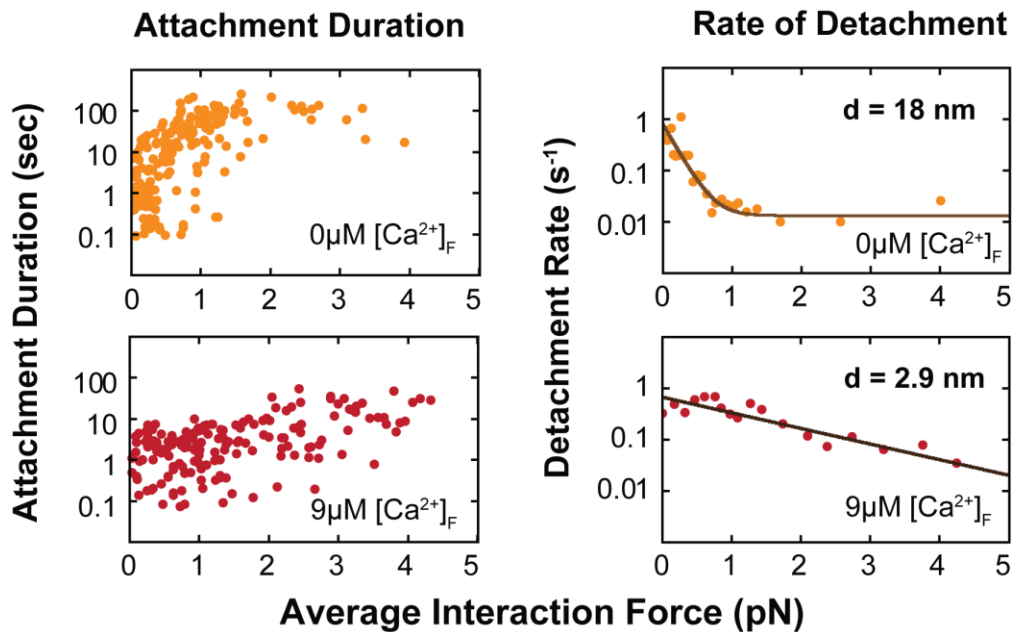 Attachment Duration
Rate of Detachment
Attachment Duration (sec)
100
10
1
0.1
0µM [Ca²⁺]F
0 1 2 3 4 5
100
10
1
0.1
9µM [Ca²⁺]F
0 1 2 3 4 5
Detachment Rate (s⁻¹)
1
0.1
0.01
d = 18 nm
0µM [Ca²⁺]F
0 1 2 3 4 5
1
0.1
0.01
d = 2.9 nm
9µM [Ca²⁺]F
0 1 2 3 4 5
Average Interaction Force (pN)